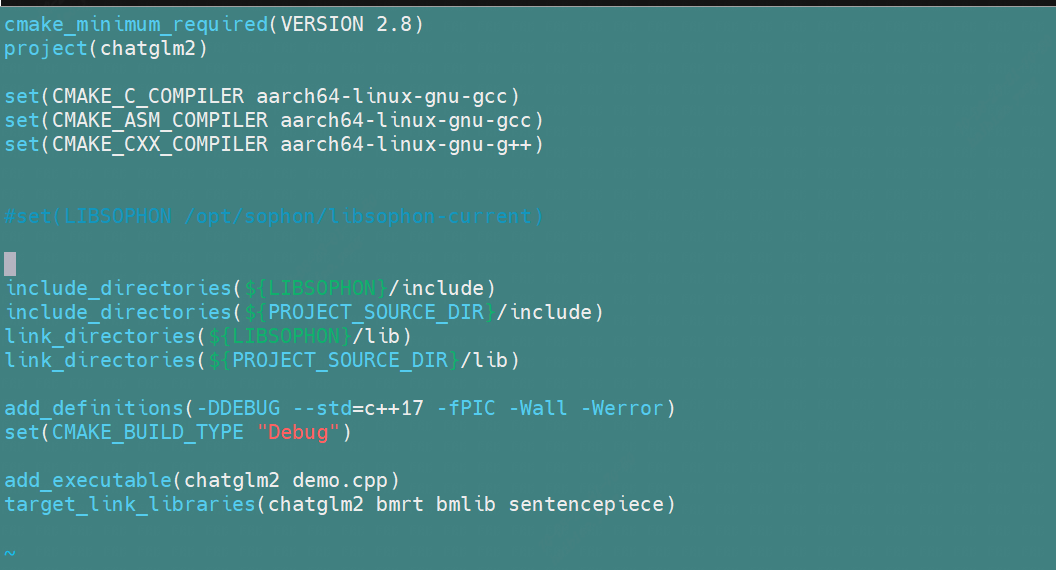 cmake_minimum_required(VERSION 2.8)
project(chatglm2)
set(CMAKE_C_COMPILER aarch64-linux-gnu-gcc)
set(CMAKE_ASM_COMPILER aarch64-linux-gnu-gcc)
set(CMAKE_CXX_COMPILER aarch64-linux-gnu-g++)
#set(LIBSOPHON /opt/sophon/libsophon-current)
include_directories(${LIBSOPHON}/include)
include_directories(${PROJECT_SOURCE_DIR}/include)
link_directories(${LIBSOPHON}/lib)
link_directories(${PROJECT_SOURCE_DIR}/lib)
add_definitions(-DDEBUG --std=c++17 -fPIC -Wall -Werror)
set(CMAKE_BUILD_TYPE "Debug")
add_executable(chatglm2 demo.cpp)
target_link_libraries(chatglm2 bmrt bmlib sentencepiece)
~